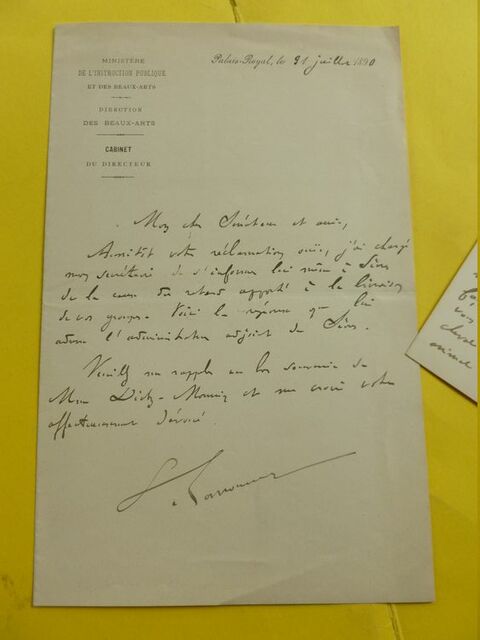 MINISTÈRE
DE L'INSTRUCTION PUBLIQUE
ET DES BEAUX-ARTS
DIRECTION
DES BEAUX-ARTS
CABINET
DU DIRECTEUR
Palais-Royal, le 31 juillet 1890
Mon cher Sénateur et ami,
Aussitôt votre réclamation ouïe, j'ai chargé
mon secrétaire de s'informer lui même à Sèvres
de la cause du retard apporté à la livraison
de vos groupes. Voici la réponse que lui
adresse l'administrateur adjoint de Sèvres.
Veuillez me rappeler au bon souvenir de
Mme Dietz-Monnin et me croire votre
affectueusement dévoué.